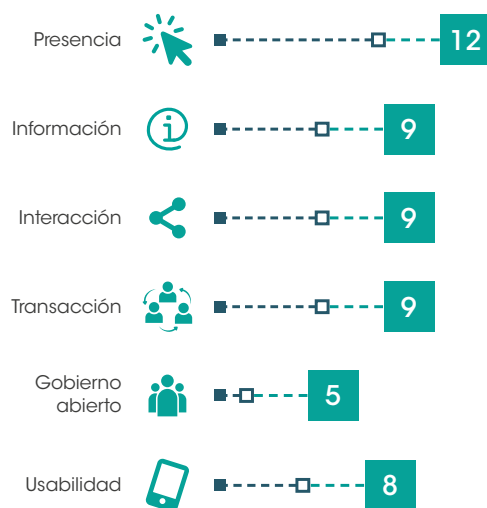 Presencia
12
Información
9
Interacción
9
Transacción
9
Gobierno
abierto
5
Usabilidad
8